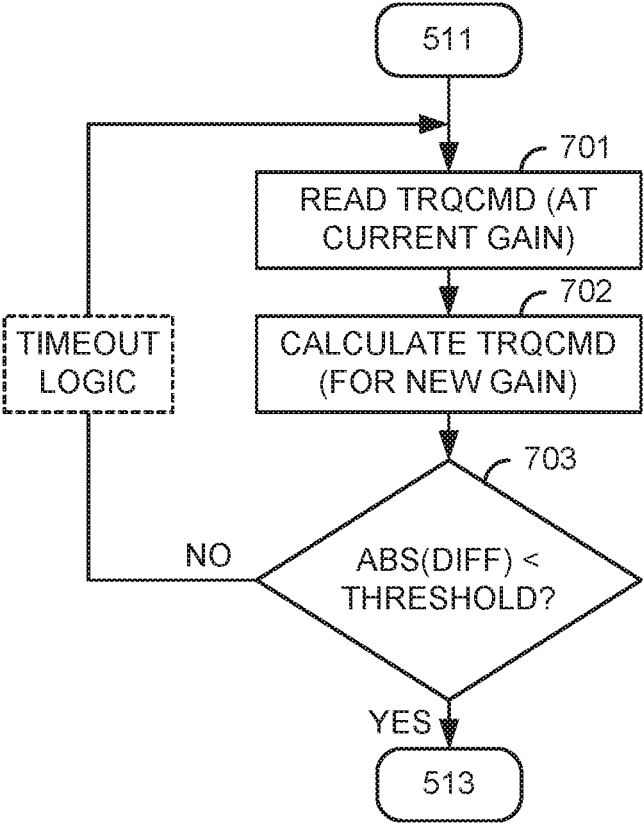 511
701
READ TRQCMD (AT
CURRENT GAIN)
702
CALCULATE TRQCMD
(FOR NEW GAIN)
TIMEOUT
LOGIC
703
ABS(DIFF) <
THRESHOLD?
NO
YES
513